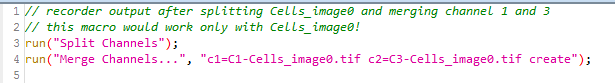 1 // recorder output after splitting Cells_image0 and merging channel 1 and 3
2 // this macro would work only with Cells_image0!
3 run("Split Channels");
4 run("Merge Channels...", "c1=C1-Cells_image0.tif c2=C3-Cells_image0.tif create");
5